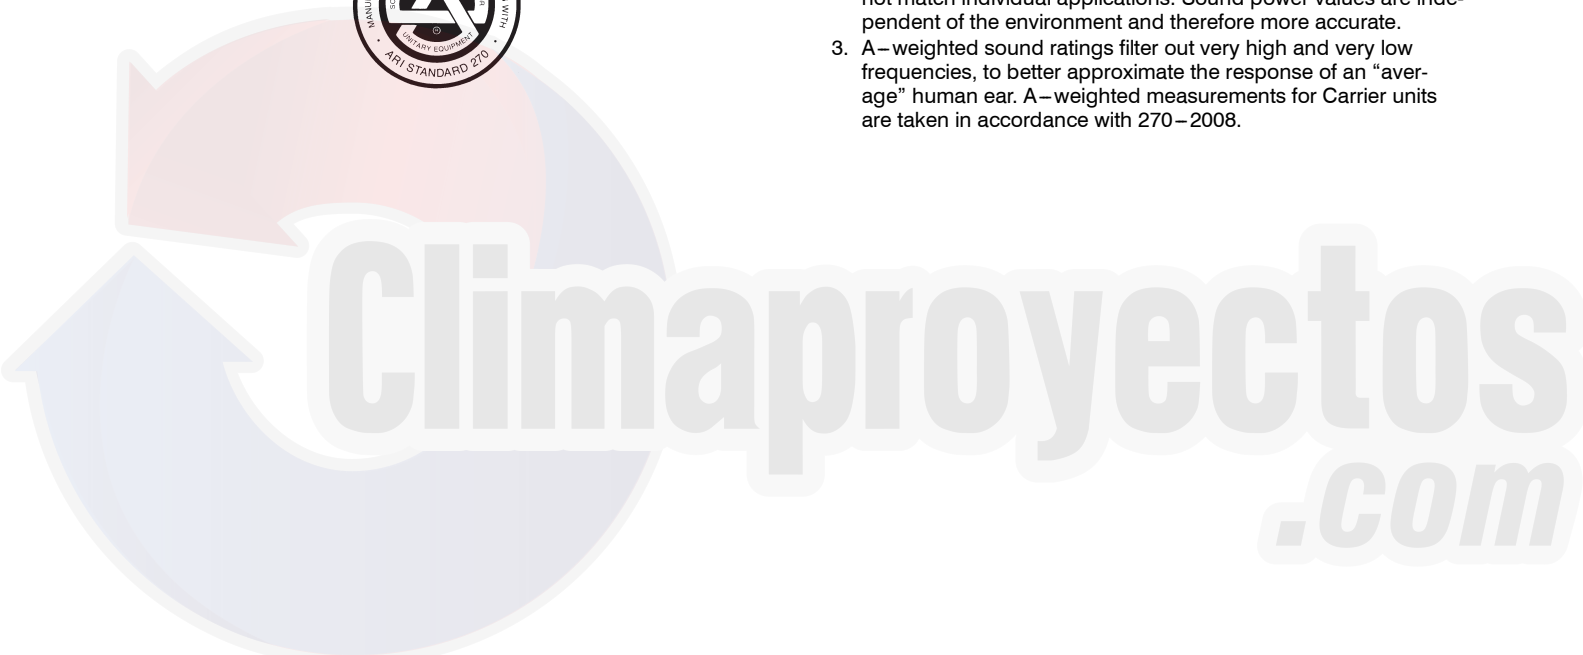 not match individual applications. Sound power values are inde-
pendent of the environment and therefore more accurate.
3. A-weighted sound ratings filter out very high and very low
frequencies, to better approximate the response of an “aver-
age” human ear. A-weighted measurements for Carrier units
are taken in accordance with 270-2008.
MANU
WITH
UNITARY EQUIPMENT
ARI STANDARD 270
Climaproyectos
.com